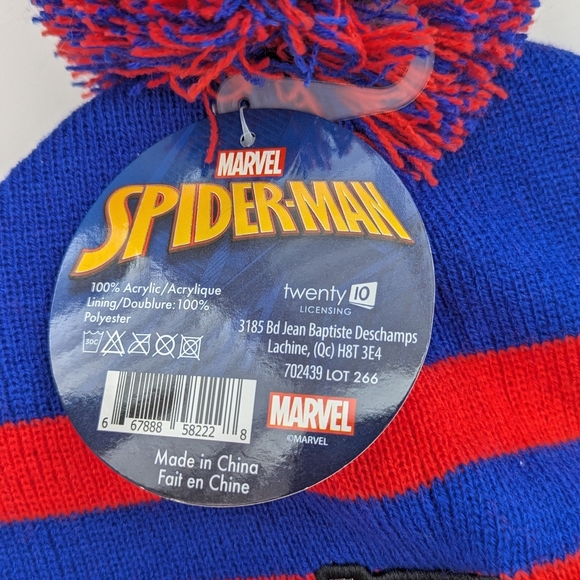 MARVEL
SPIDER-MAN
100% Acrylic/Acrylique
Lining/Doublure: 100%
Polyester
twenty 10
LICENSING
3185 Bd Jean Baptiste Deschamps
Lachine, (Qc) H8T 3E4
702439 LOT 266
6 67888 58222 8
MARVEL
©MARVEL
Made in China
Fait en Chine